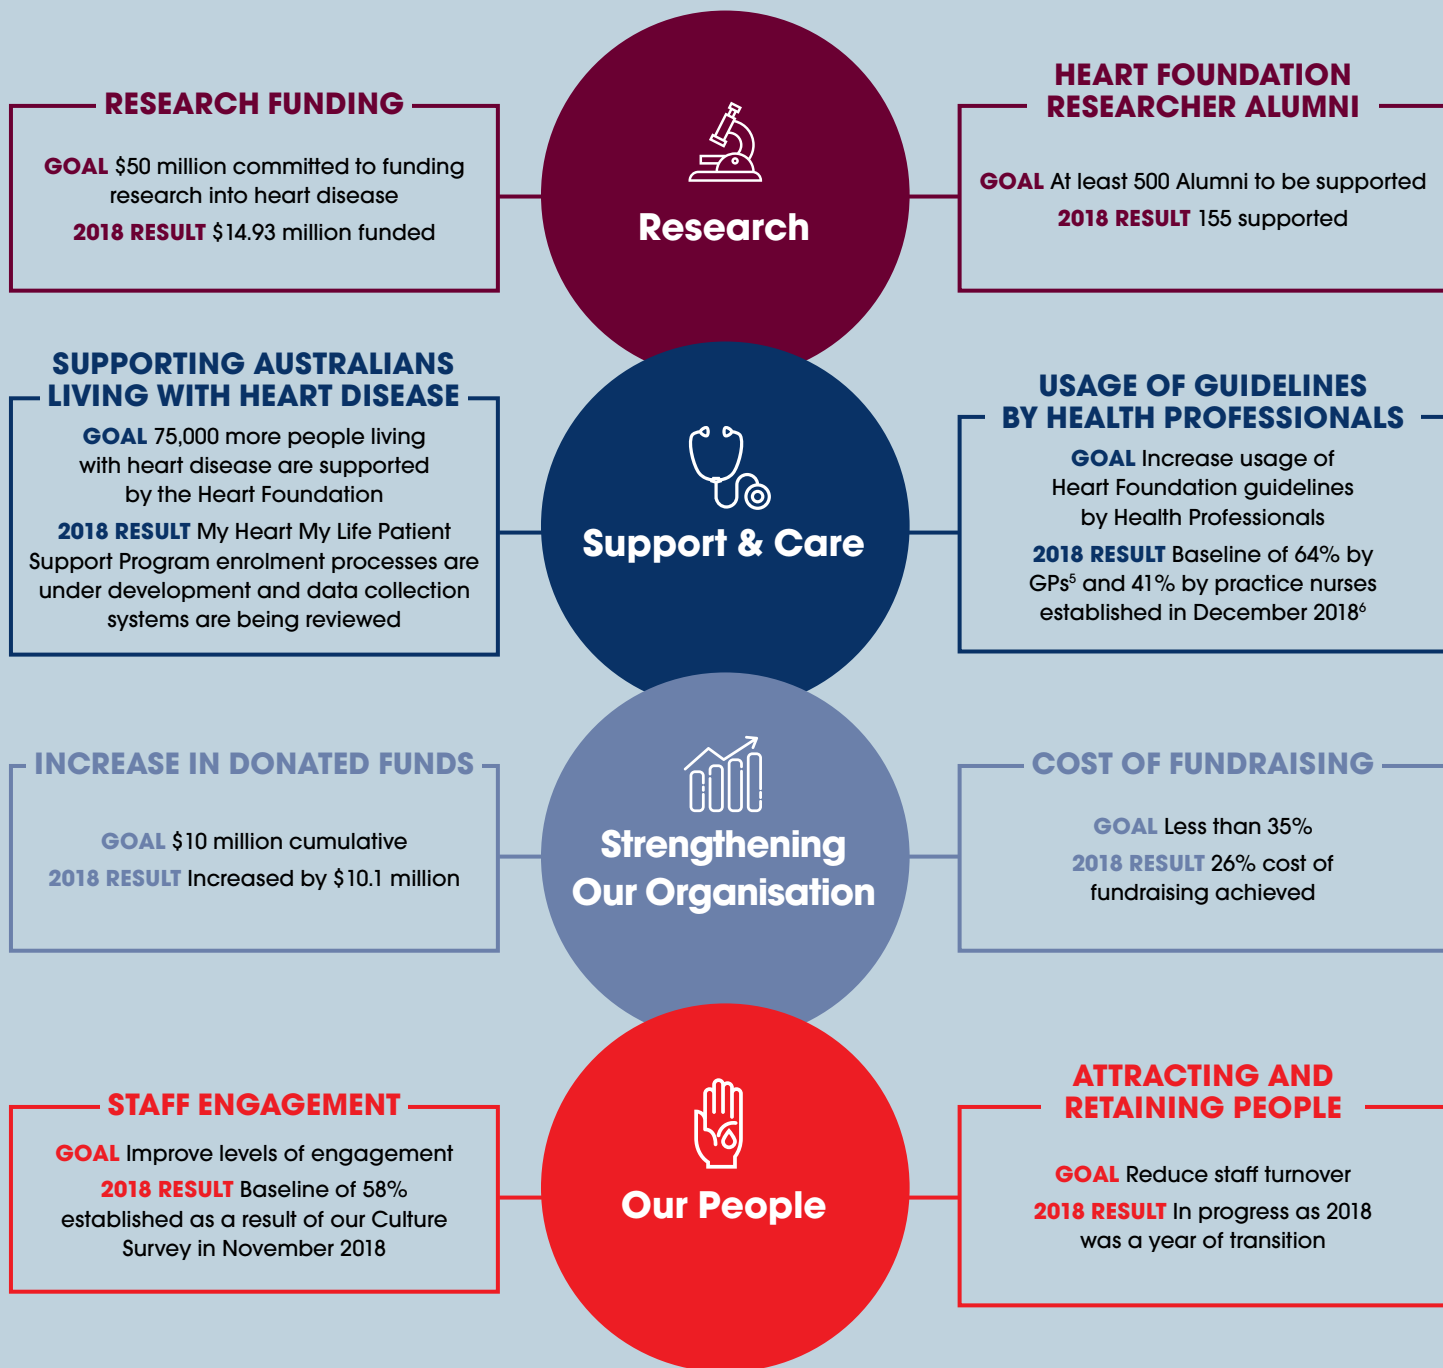 RESEARCH FUNDING
GOAL $50 million committed to funding
research into heart disease
2018 RESULT $14.93 million funded
Research
HEART FOUNDATION
RESEARCHER ALUMNI
GOAL At least 500 Alumni to be supported
2018 RESULT 155 supported
SUPPORTING AUSTRALIANS
LIVING WITH HEART DISEASE
GOAL 75,000 more people living
with heart disease are supported
by the Heart Foundation
2018 RESULT My Heart My Life Patient
Support Program enrolment processes are
under development and data collection
systems are being reviewed
Support & Care
USAGE OF GUIDELINES
BY HEALTH PROFESSIONALS
GOAL Increase usage of
Heart Foundation guidelines
by Health Professionals
2018 RESULT Baseline of 64% by
GPs⁵ and 41% by practice nurses
established in December 2018⁶
INCREASE IN DONATED FUNDS
GOAL $10 million cumulative
2018 RESULT Increased by $10.1 million
Strengthening
Our Organisation
COST OF FUNDRAISING
GOAL Less than 35%
2018 RESULT 26% cost of
fundraising achieved
STAFF ENGAGEMENT
GOAL Improve levels of engagement
2018 RESULT Baseline of 58%
established as a result of our Culture
Survey in November 2018
Our People
ATTRACTING AND
RETAINING PEOPLE
GOAL Reduce staff turnover
2018 RESULT In progress as 2018
was a year of transition